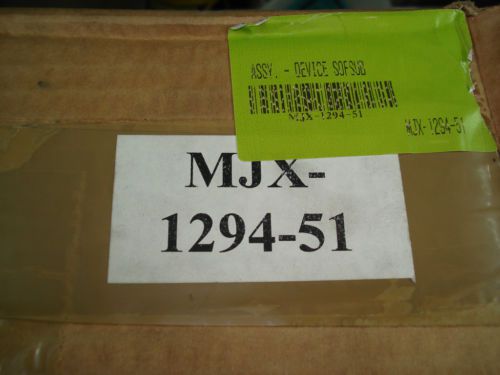 ASSY. - DEVICE SOFSUB
MJX-1294-51
MJX-1294-51
MJX-
1294-51